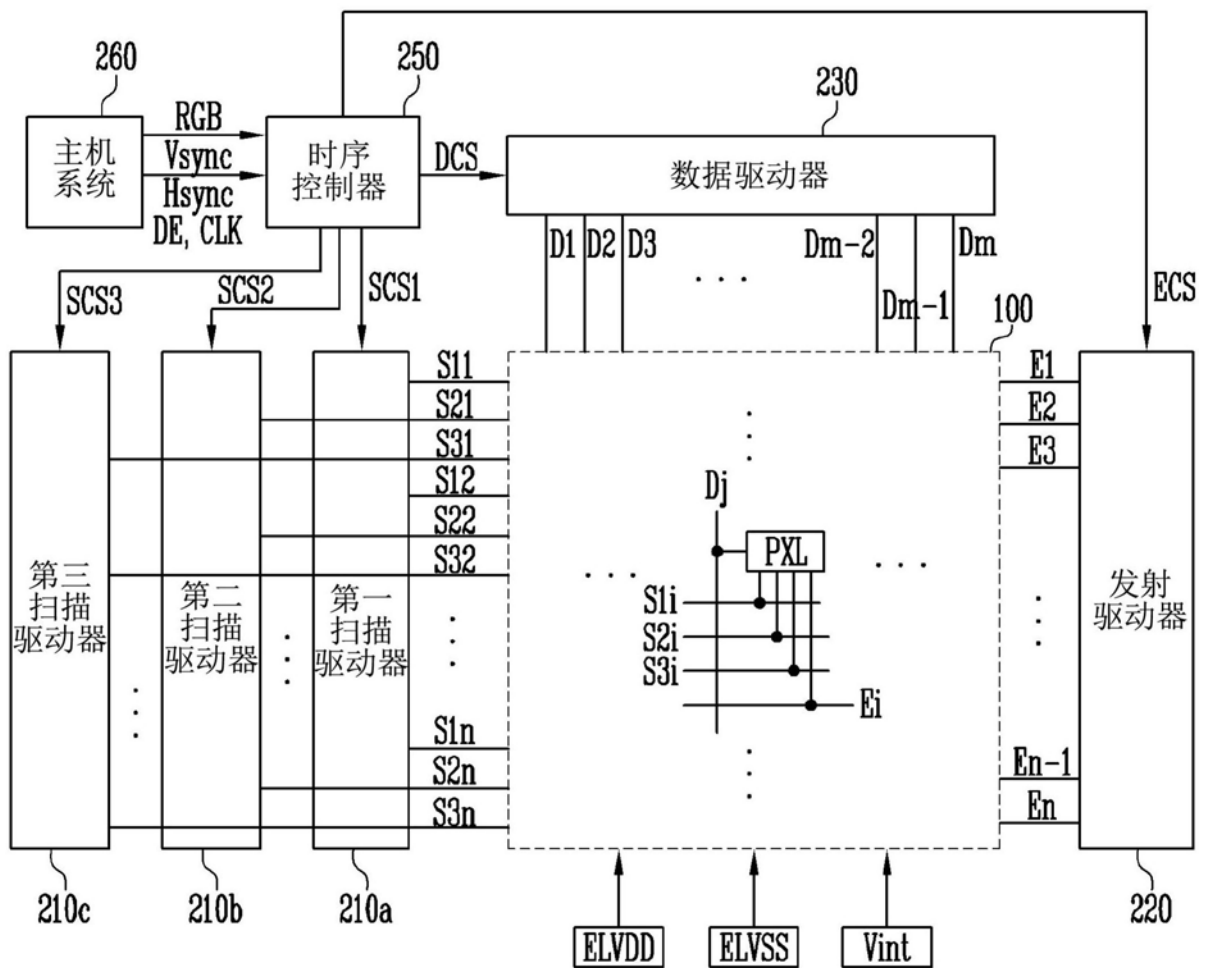 260
250
230
主机
系统
RGB
Vsync
Hsync
DE, CLK
时序
控制器
DCS
数据驱动器
D1
D2
D3
Dm-2
Dm-1
Dm
ECS
SCS3
SCS2
SCS1
100
S11
S21
S31
S12
S22
S32
S1n
S2n
S3n
第三
扫描
驱动器
第二
扫描
驱动器
第一
扫描
驱动器
Dj
PXL
S1i
S2i
S3i
Ei
E1
E2
E3
En-1
En
发射
驱动器
210c
210b
210a
220
ELVDD
ELVSS
Vint